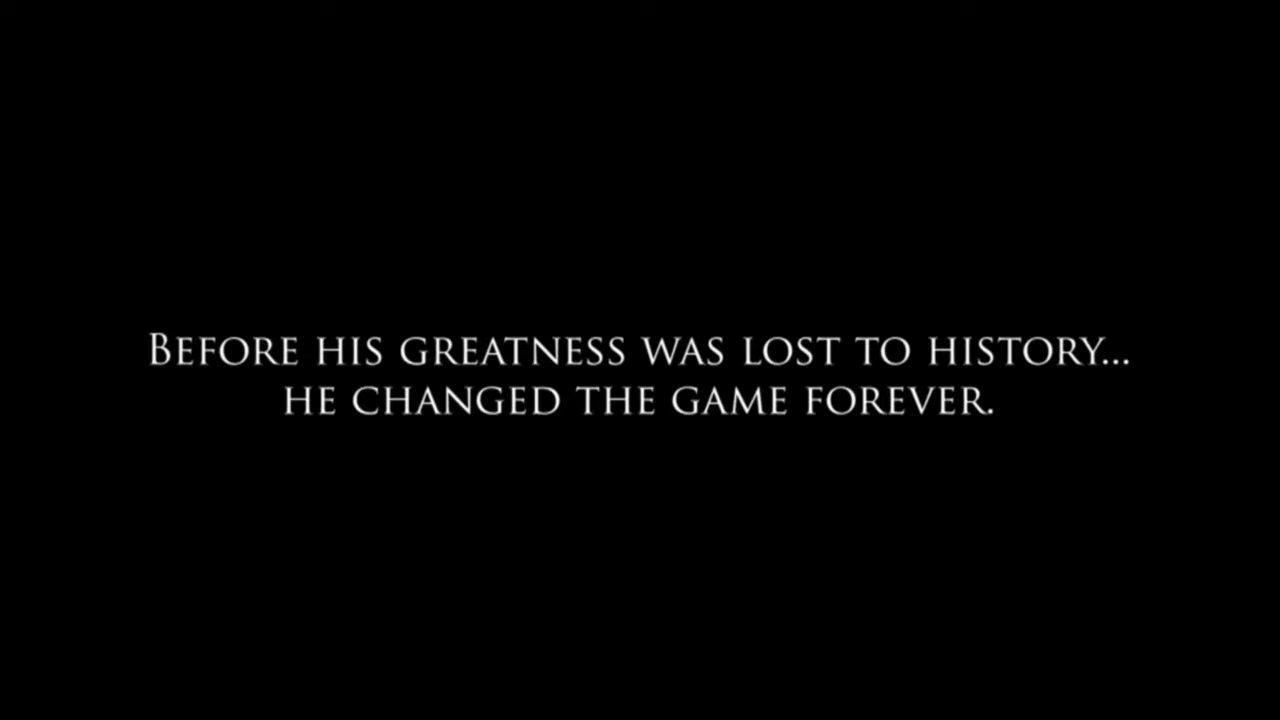 BEFORE HIS GREATNESS WAS LOST TO HISTORY...
HE CHANGED THE GAME FOREVER.